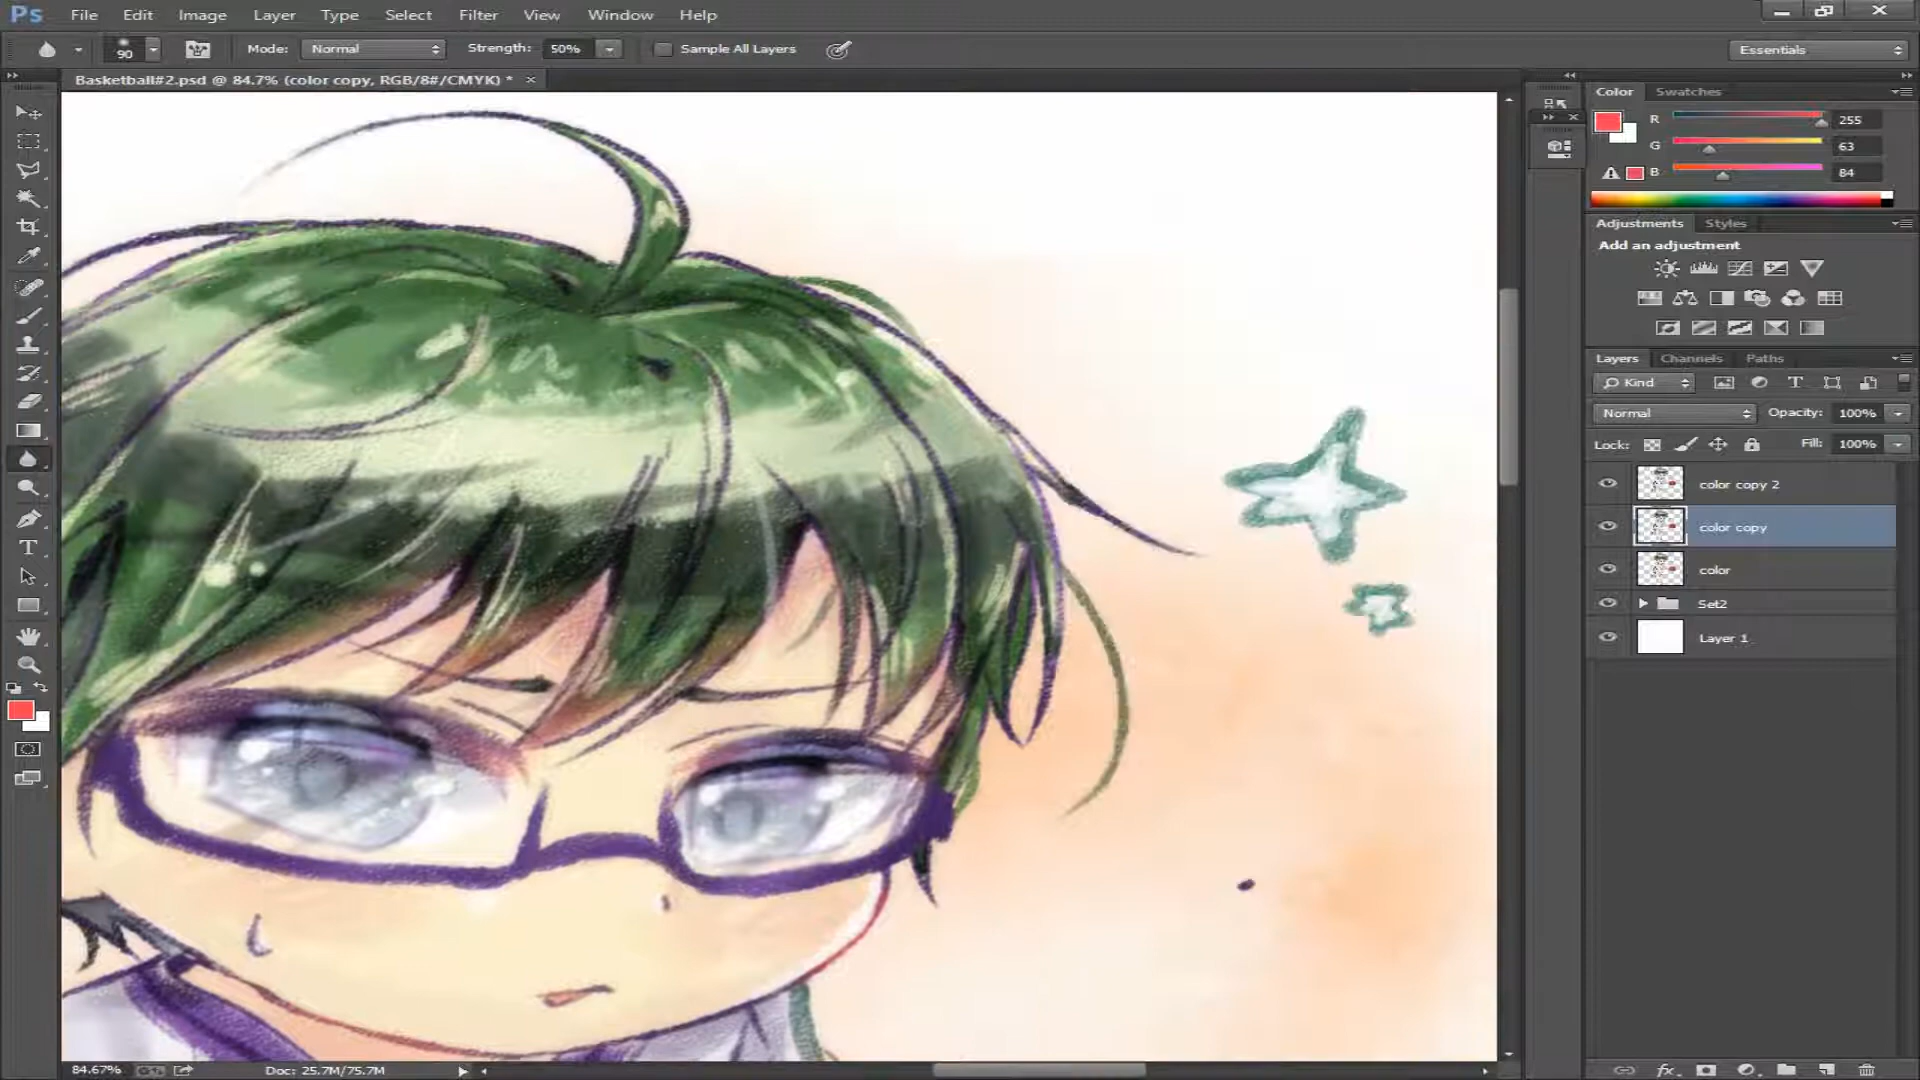 Ps File Edit Image Layer Type Select Filter View Window Help
90 Mode: Normal Strength: 50% Sample All Layers Essentials
Basketball#2.psd @ 84.7% (color copy, RGB/8#/CMYK) * ×
Color Swatches
R 255
G 63
B 84
Adjustments Styles
Add an adjustment
Layers Channels Paths
Kind
Normal Opacity: 100%
Lock: Fill: 100%
color copy 2
color copy
color
Set2
Layer 1
84.67% Doc: 25.7M/75.7M